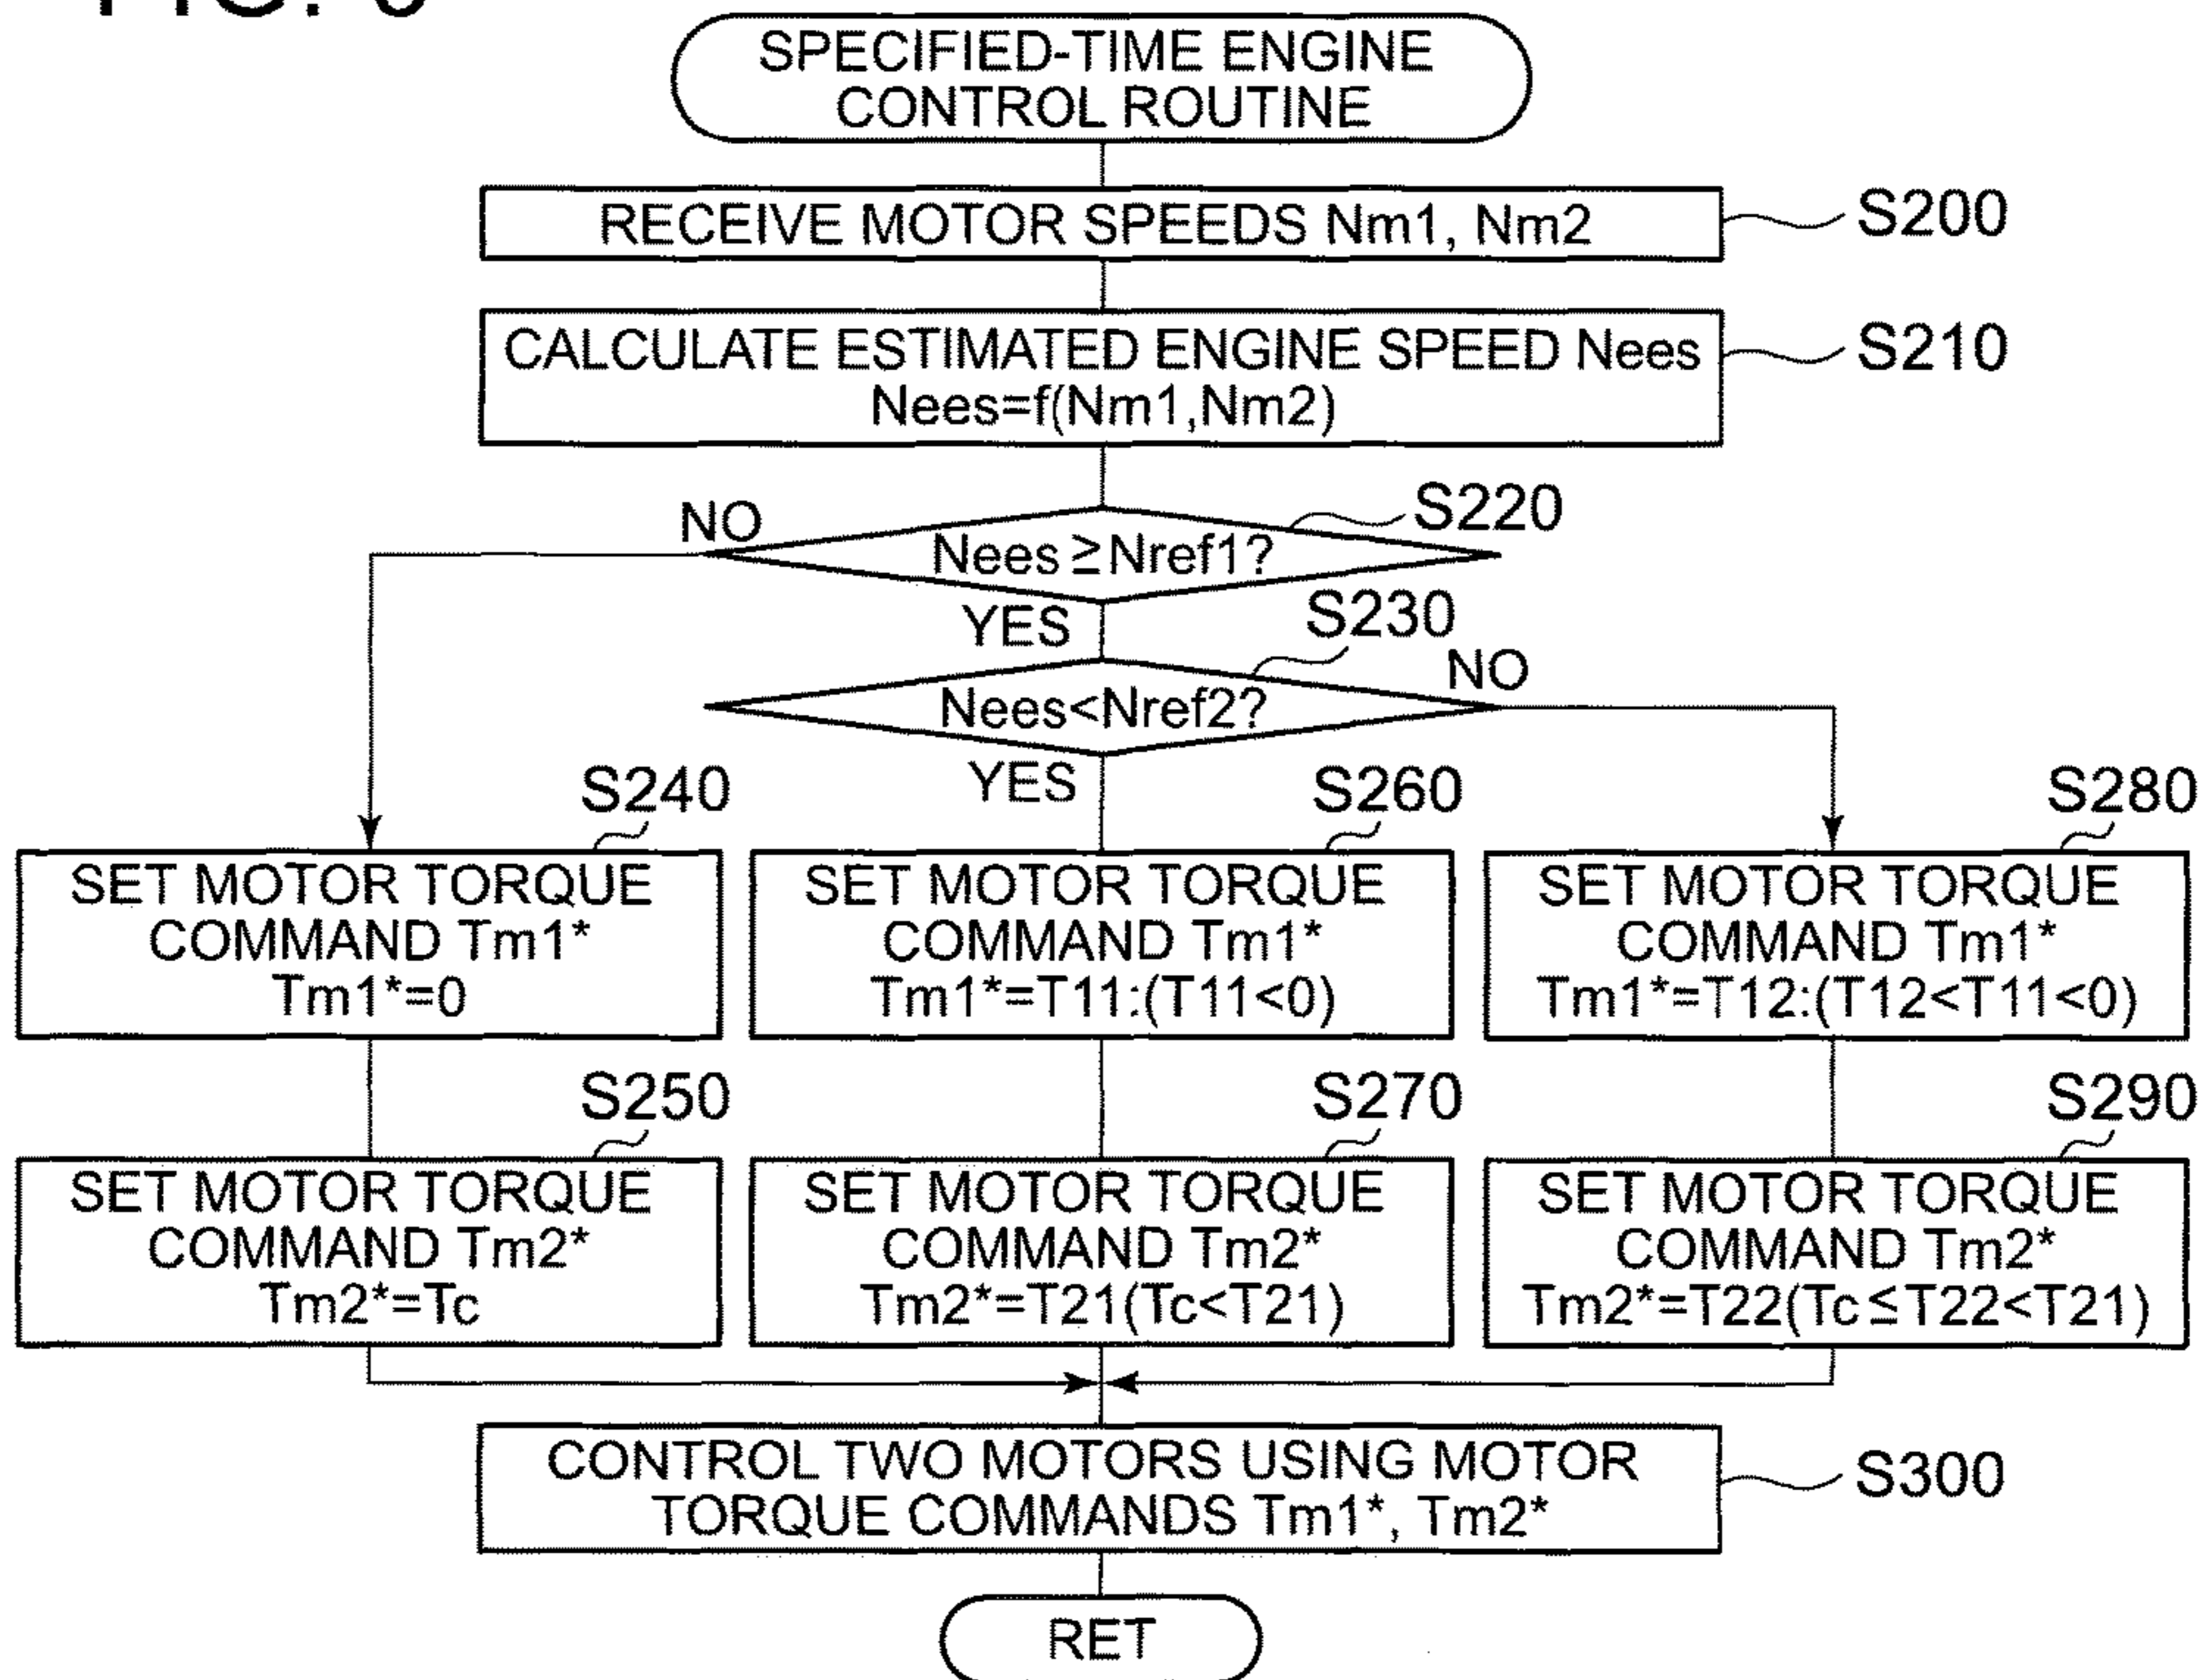 SPECIFIED-TIME ENGINE
CONTROL ROUTINE
RECEIVE MOTOR SPEEDS Nm1, Nm2
S200
CALCULATE ESTIMATED ENGINE SPEED Nees
Nees=f(Nm1,Nm2)
S210
S220
NO
Nees≥Nref1?
YES
S230
NO
Nees<Nref2?
YES
S240
SET MOTOR TORQUE
COMMAND Tm1*
Tm1*=0
S260
SET MOTOR TORQUE
COMMAND Tm1*
Tm1*=T11:(T11<0)
S280
SET MOTOR TORQUE
COMMAND Tm1*
Tm1*=T12:(T12<T11<0)
S250
SET MOTOR TORQUE
COMMAND Tm2*
Tm2*=Tc
S270
SET MOTOR TORQUE
COMMAND Tm2*
Tm2*=T21(Tc<T21)
S290
SET MOTOR TORQUE
COMMAND Tm2*
Tm2*=T22(Tc≤T22<T21)
CONTROL TWO MOTORS USING MOTOR
TORQUE COMMANDS Tm1*, Tm2*
S300
RET